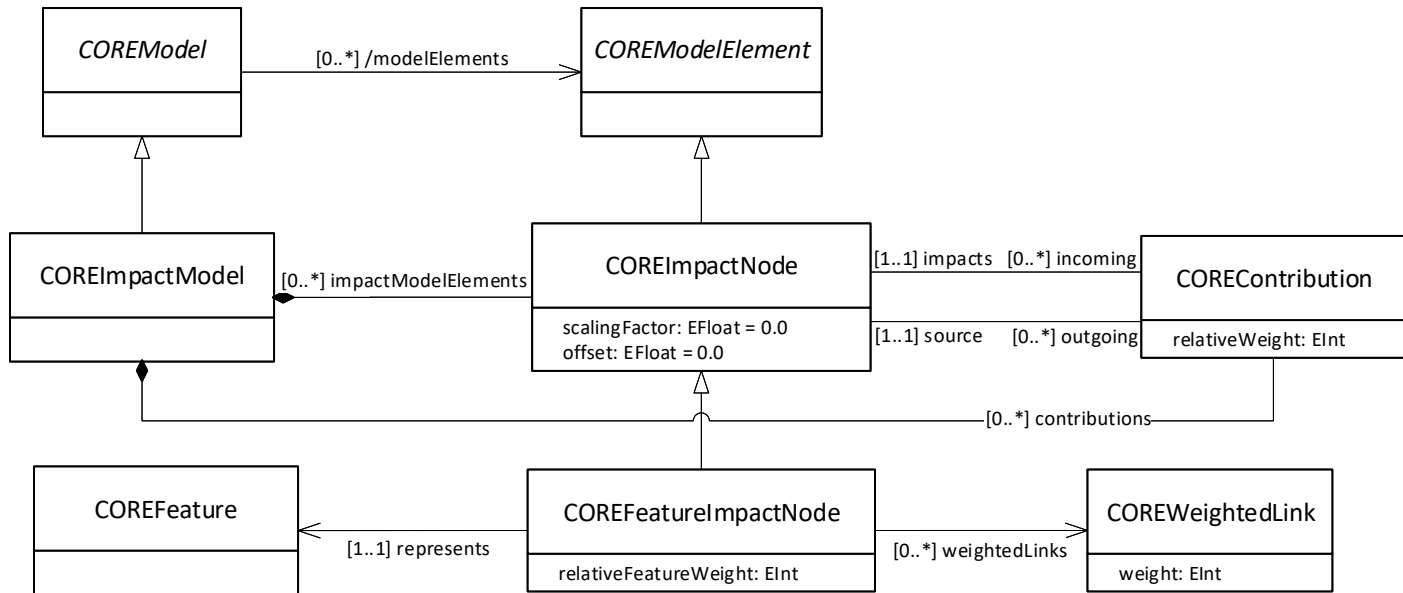 COREModel
[0..*] /modelElements
COREModelElement
COREImpactModel
[0..*] impactModelElements
COREImpactNode
scalingFactor: EFloat = 0.0
offset: EFloat = 0.0
[1..1] impacts
[0..*] incoming
[1..1] source
[0..*] outgoing
COREContribution
relativeWeight: EInt
[0..*] contributions
COREFeature
[1..1] represents
COREFeatureImpactNode
relativeFeatureWeight: EInt
[0..*] weightedLinks
COREWeightedLink
weight: EInt